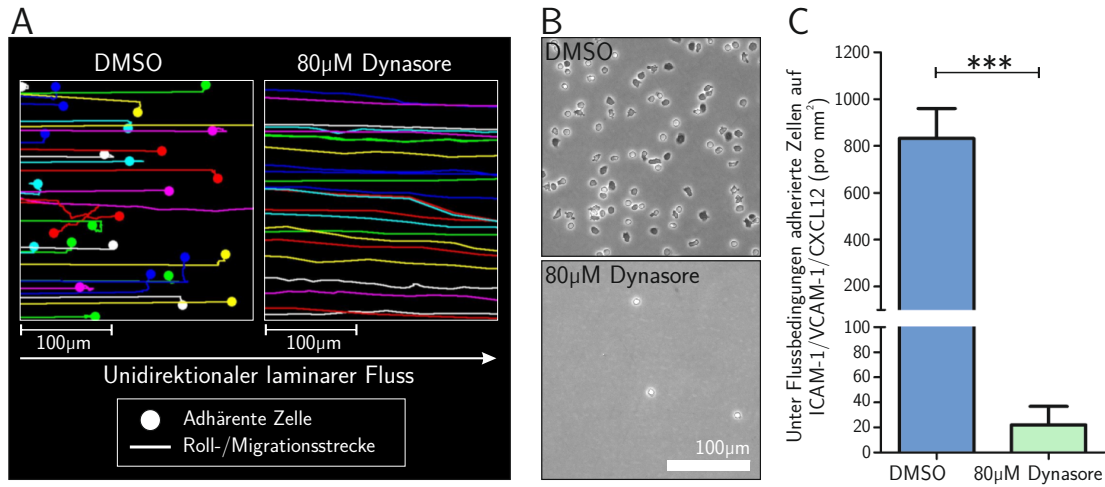 A
DMSO
80µM Dynasore
100µm
100µm
Unidirektionaler laminarer Fluss
Adhärente Zelle
Roll-/Migrationsstrecke
B
DMSO
80µM Dynasore
100µm
C
Unter Flussbedingungen adherierte Zellen auf
ICAM-1/VCAM-1/CXCL12 (pro mm²)
1200
1000
800
600
400
200
100
80
60
40
20
0
***
DMSO
80µM Dynasore